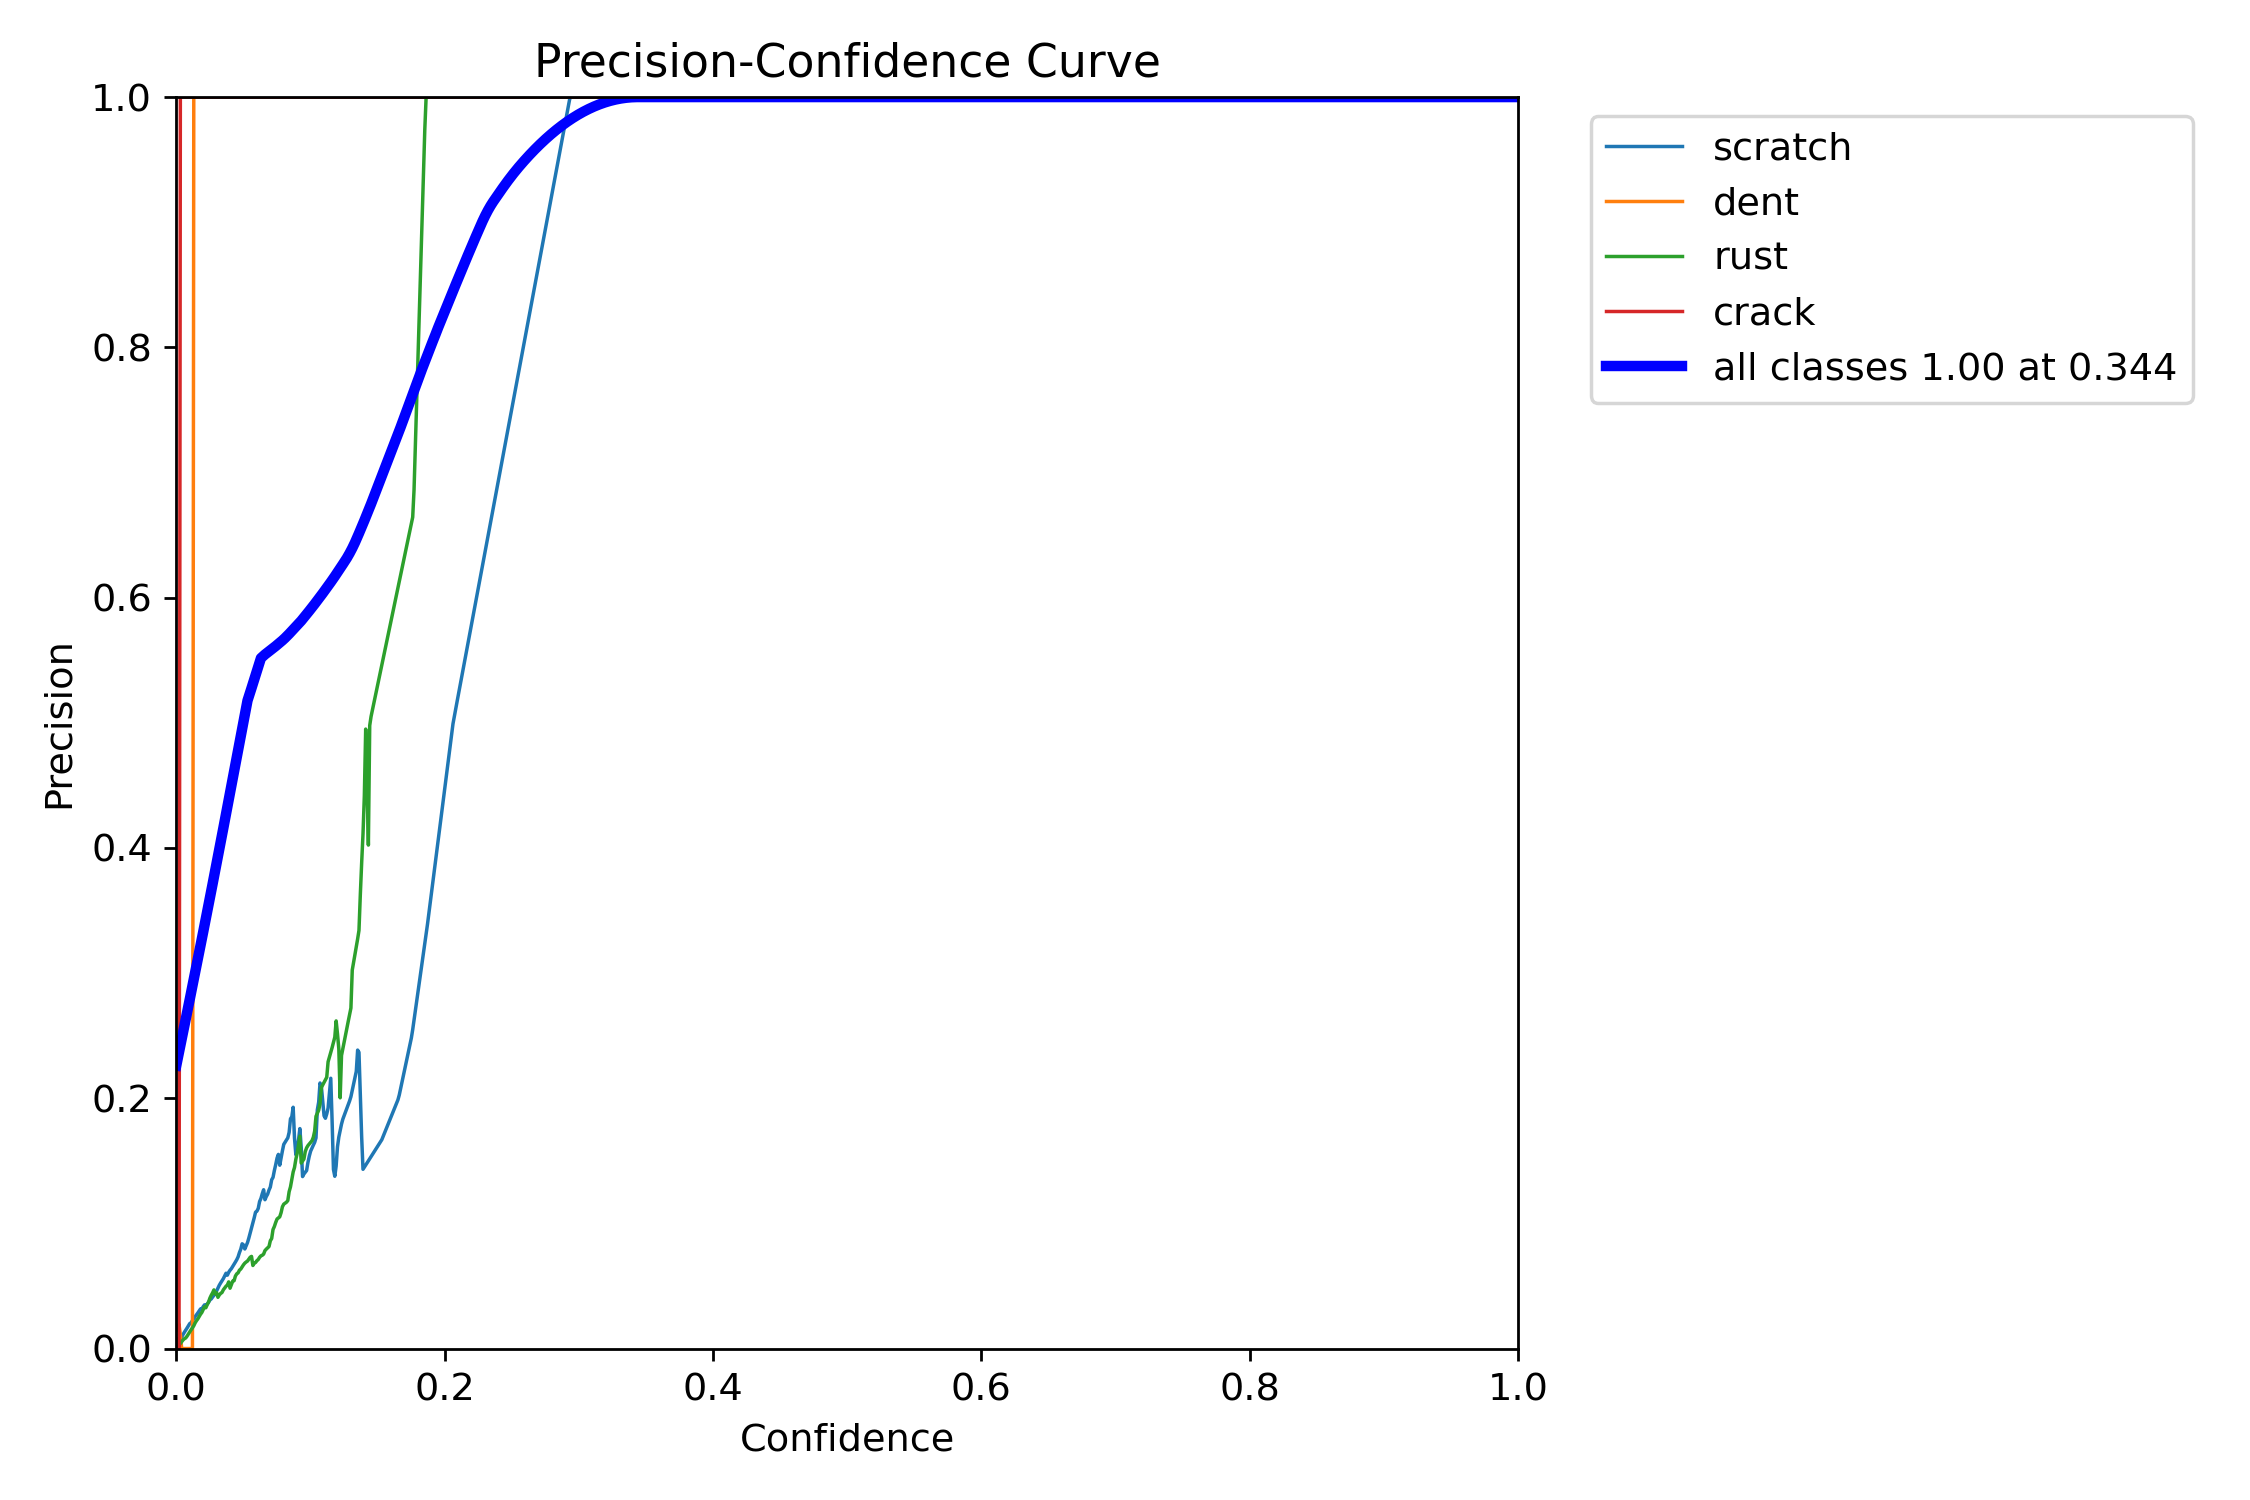 Precision-Confidence Curve
1.0
0.8
0.6
0.4
0.2
0.0
Precision
0.0 0.2 0.4 0.6 0.8 1.0
Confidence
scratch
dent
rust
crack
all classes 1.00 at 0.344